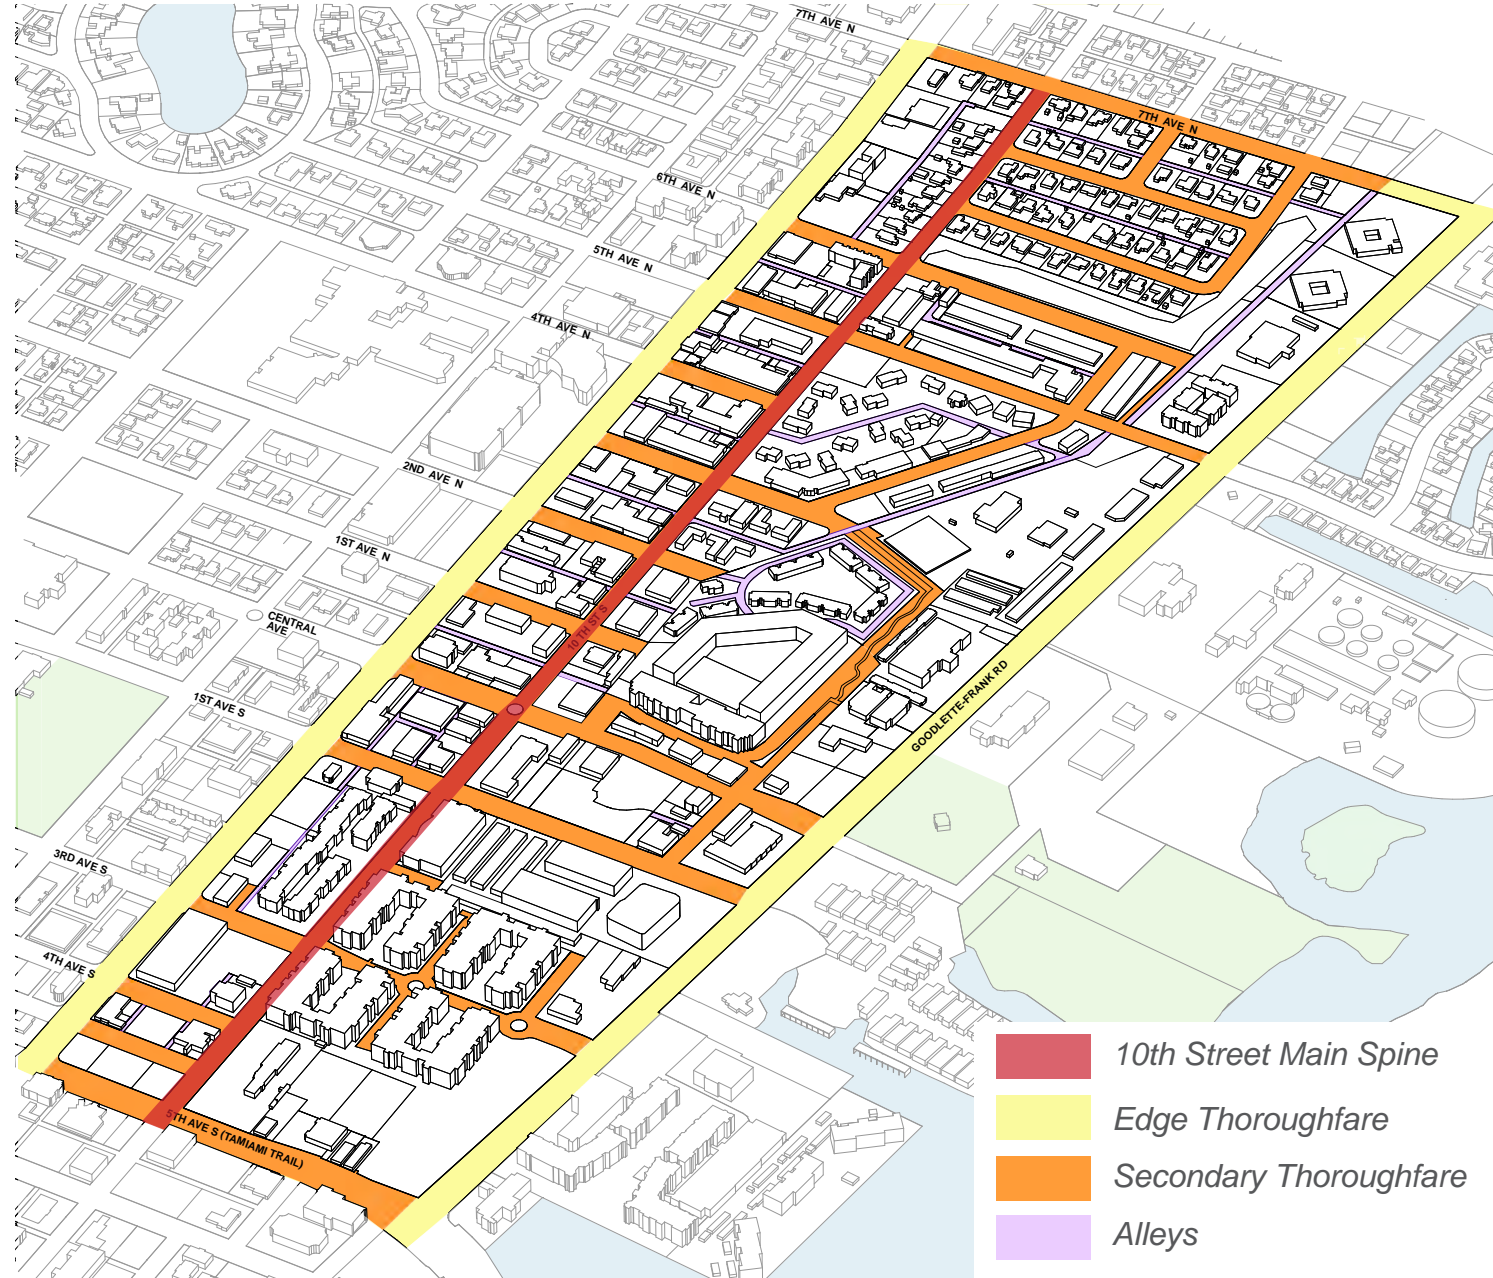 7TH AVE N
7TH AVE N
6TH AVE N
5TH AVE N
4TH AVE N
2ND AVE N
1ST AVE N
CENTRAL
AVE
10 TH ST S
1ST AVE S
GOODLETTE-FRANK RD
3RD AVE S
4TH AVE S
5TH AVE S (TAMIAMI TRAIL)
10th Street Main Spine
Edge Thoroughfare
Secondary Thoroughfare
Alleys